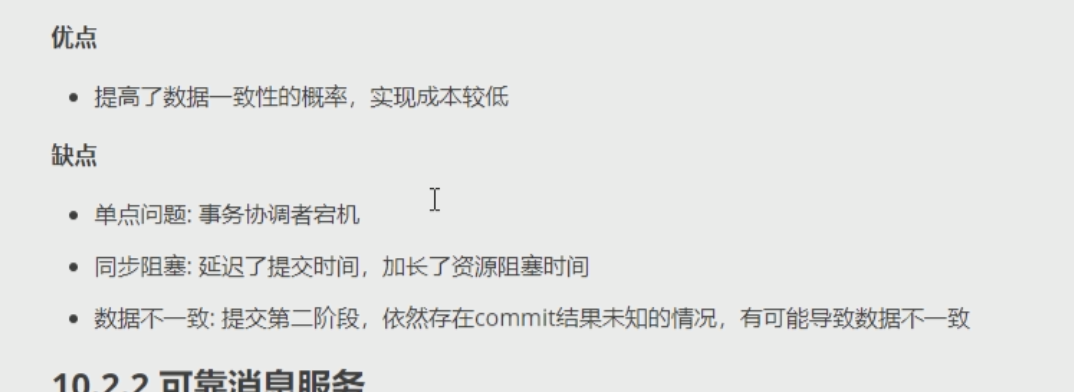 优点
提高了数据一致性的概率，实现成本较低
缺点
单点问题: 事务协调者宕机
同步阻塞: 延迟了提交时间，加长了资源阻塞时间
数据不一致: 提交第二阶段，依然存在commit结果未知的情况，有可能导致数据不一致
10.2.2 可靠消息服务